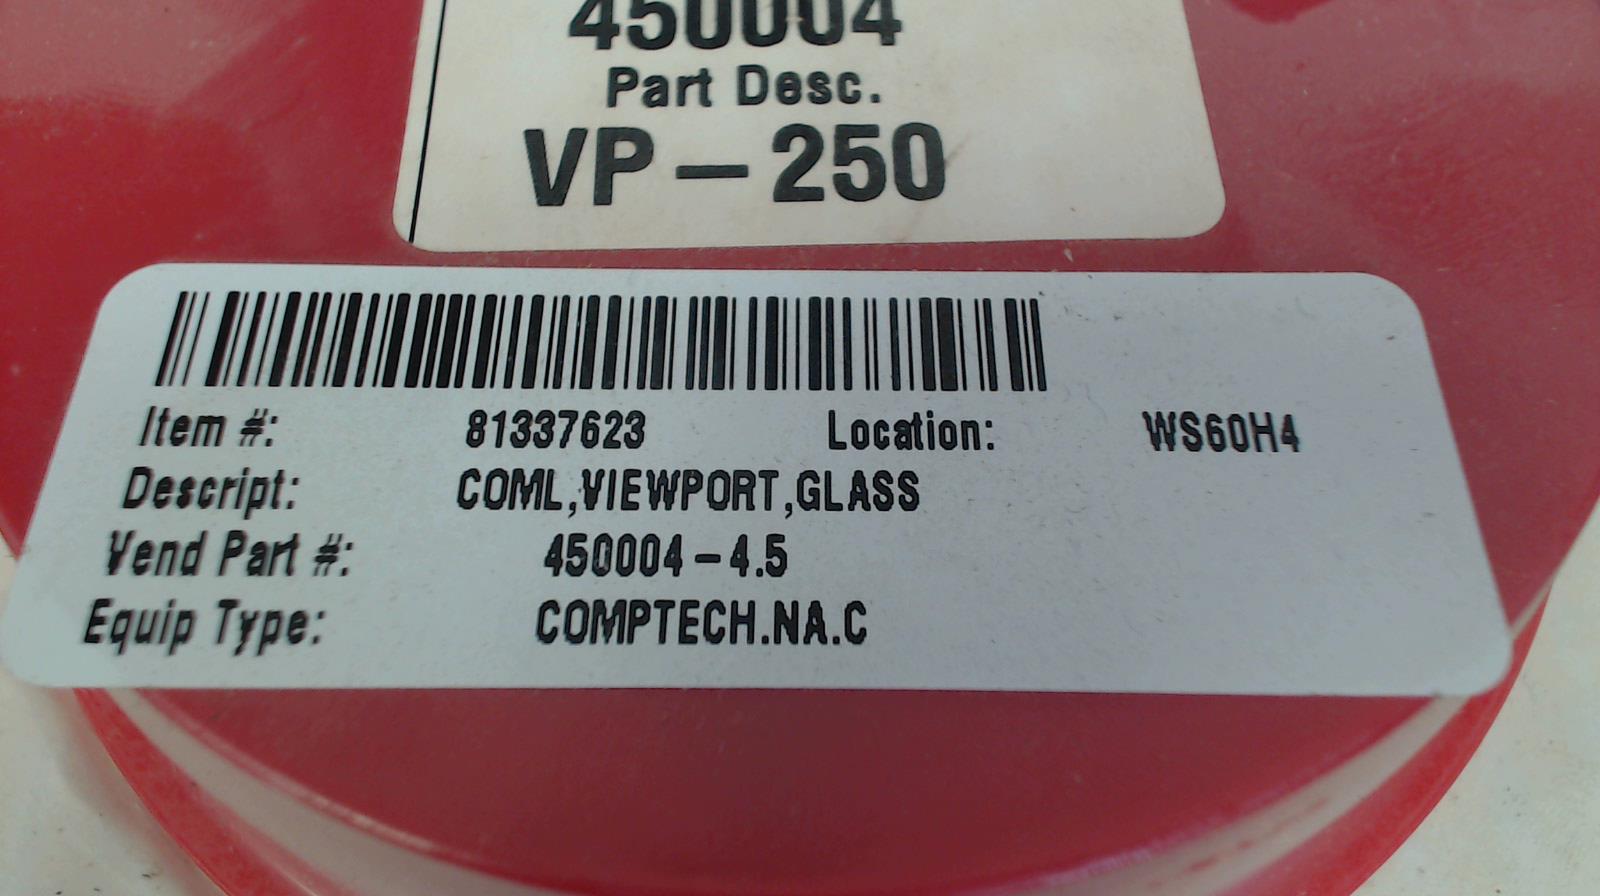 450004
Part Desc.
VP-250
Item #: 81337623 Location: WS60H4
Descript: COML,VIEWPORT,GLASS
Vend Part #: 450004-4.5
Equip Type: COMPTECH.NA.C